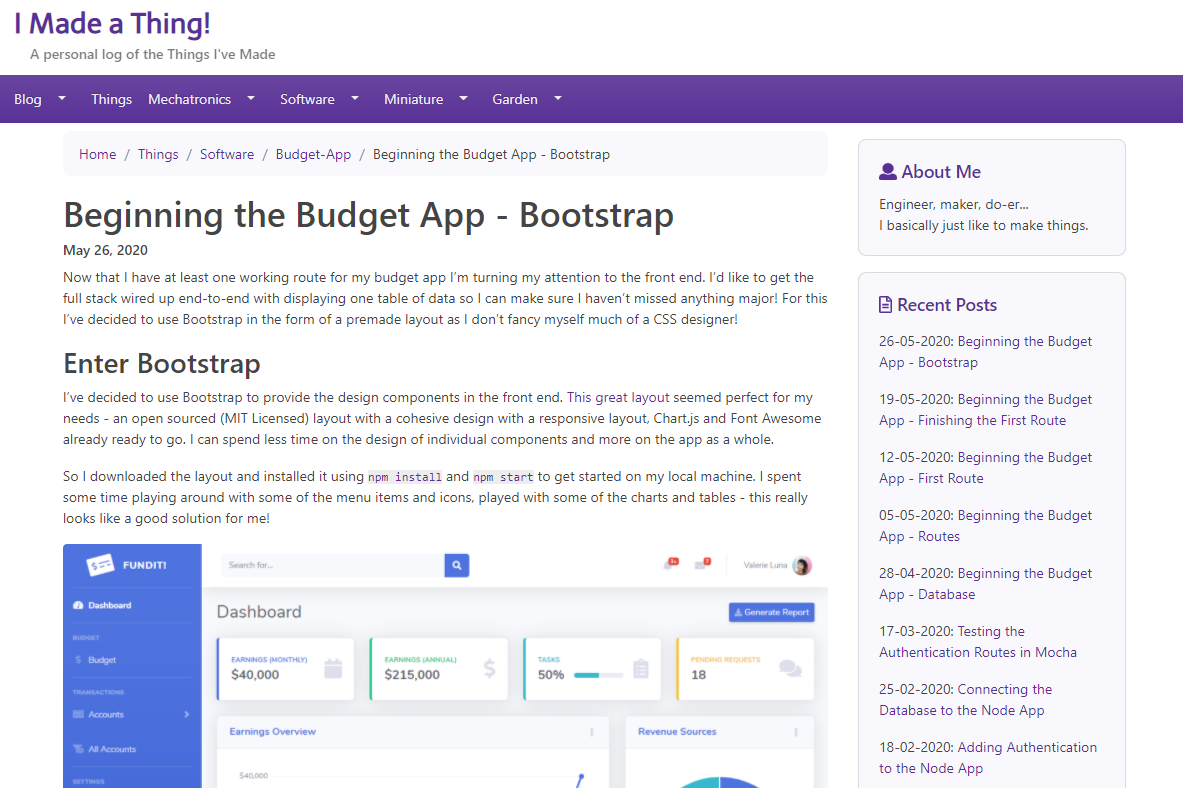 I Made a Thing!
A personal log of the Things I've Made
Blog Things Mechatronics Software Miniature Garden
Home / Things / Software / Budget-App / Beginning the Budget App - Bootstrap
Beginning the Budget App - Bootstrap
May 26, 2020
Now that I have at least one working route for my budget app I'm turning my attention to the front end. I'd like to get the
full stack wired up end-to-end with displaying one table of data so I can make sure I haven't missed anything major! For this
I've decided to use Bootstrap in the form of a premade layout as I don't fancy myself much of a CSS designer!
Enter Bootstrap
I've decided to use Bootstrap to provide the design components in the front end. This great layout seemed perfect for my
needs - an open sourced (MIT Licensed) layout with a cohesive design with a responsive layout, Chart.js and Font Awesome
already ready to go. I can spend less time on the design of individual components and more on the app as a whole.
So I downloaded the layout and installed it using npm install and npm start to get started on my local machine. I spent
some time playing around with some of the menu items and icons, played with some of the charts and tables - this really
looks like a good solution for me!
FUNDIT!
Search for...
Valerie Luna
Dashboard
Dashboard
Generate Report
BUDGET
Budget
TRANSACTIONS
Accounts
All Accounts
SETTINGS
EARNINGS (MONTHLY)
$40,000
EARNINGS (ANNUAL)
$215,000
TASKS
50%
PENDING REQUESTS
18
Earnings Overview
$40,000
Revenue Sources
About Me
Engineer, maker, do-er...
I basically just like to make things.
Recent Posts
26-05-2020: Beginning the Budget
App - Bootstrap
19-05-2020: Beginning the Budget
App - Finishing the First Route
12-05-2020: Beginning the Budget
App - First Route
05-05-2020: Beginning the Budget
App - Routes
28-04-2020: Beginning the Budget
App - Database
17-03-2020: Testing the
Authentication Routes in Mocha
25-02-2020: Connecting the
Database to the Node App
18-02-2020: Adding Authentication
to the Node App